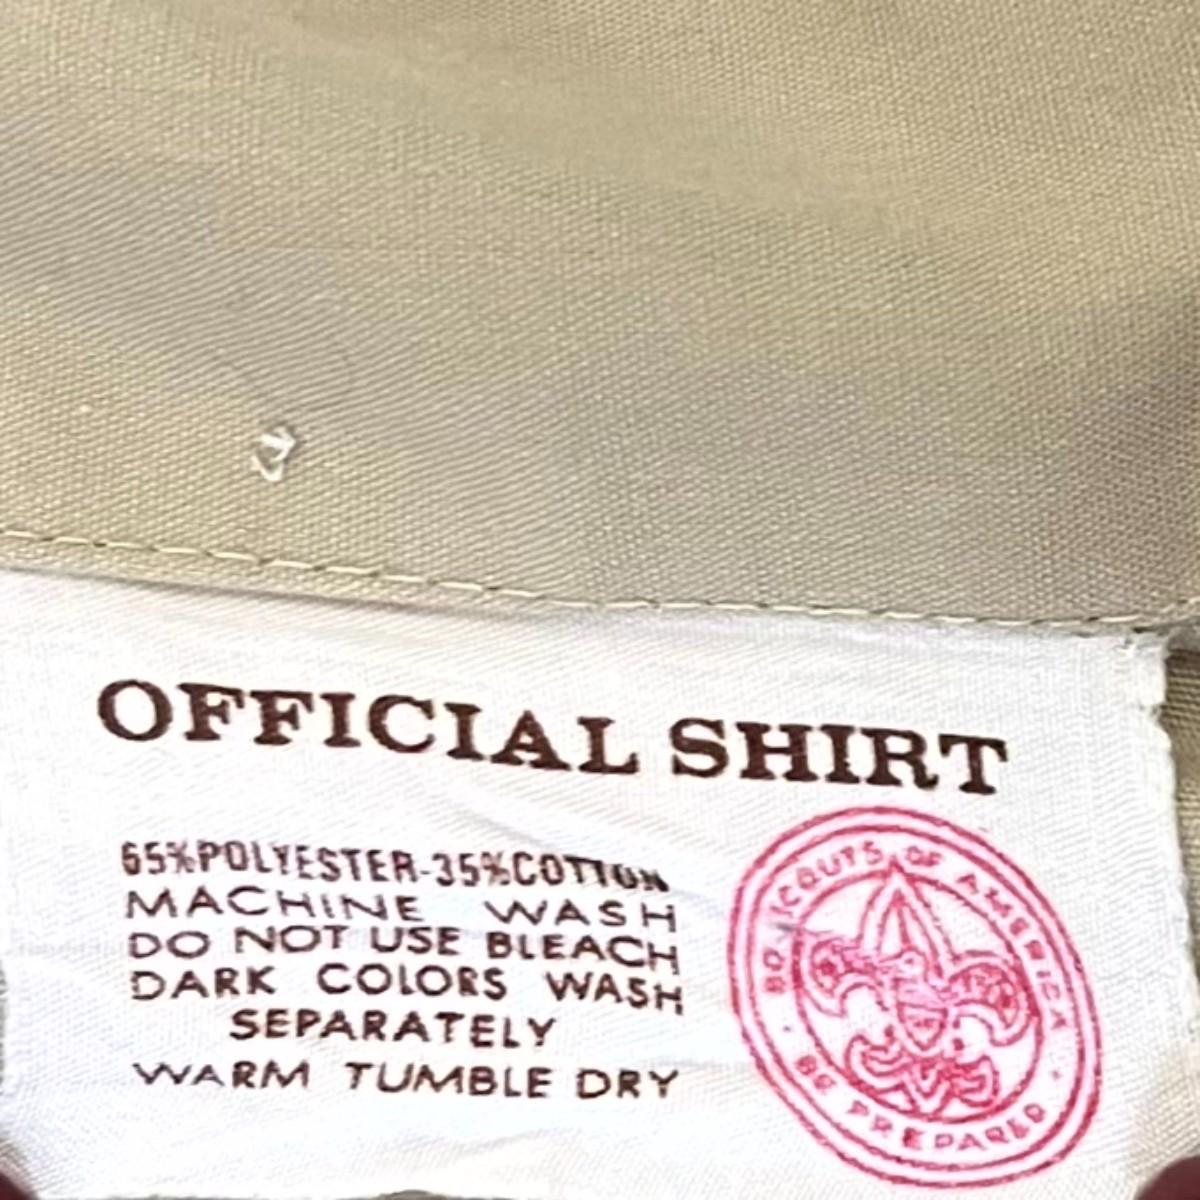 OFFICIAL SHIRT
65%POLYESTER-35%COTTON
MACHINE WASH
DO NOT USE BLEACH
DARK COLORS WASH
SEPARATELY
WARM TUMBLE DRY
BOY SCOUTS OF AMERICA
BE PREPARED